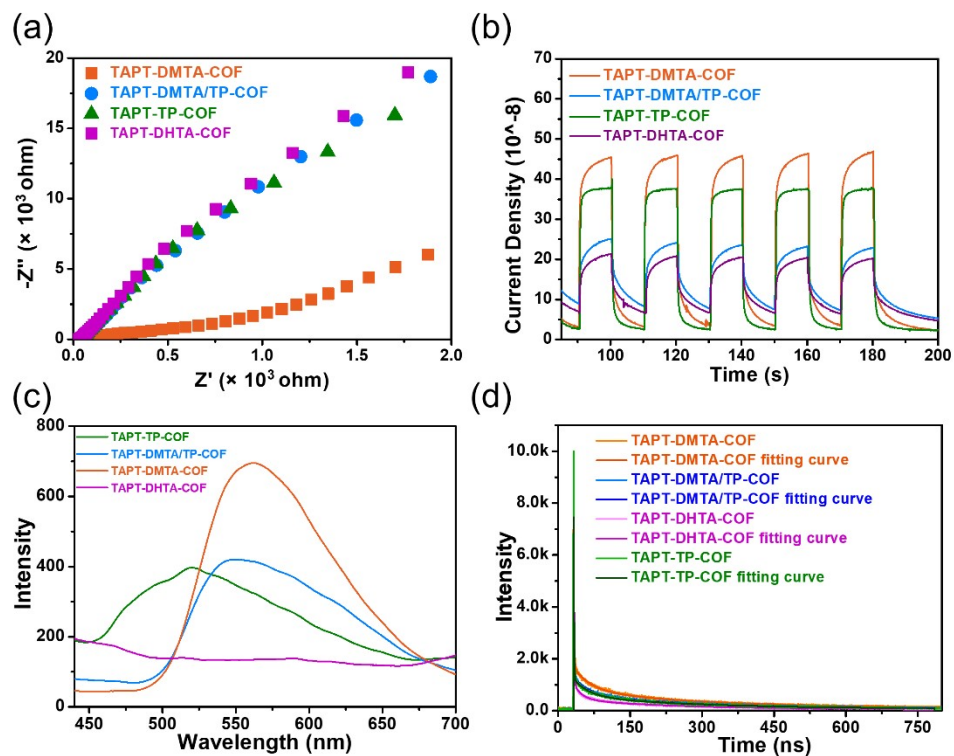 (a)
20
15
10
5
0
0.0
0.5
1.0
1.5
2.0
-Z'' (× 10³ ohm)
Z' (× 10³ ohm)
TAPT-DMTA-COF
TAPT-DMTA/TP-COF
TAPT-TP-COF
TAPT-DHTA-COF
(b)
70
60
50
40
30
20
10
0
100
120
140
160
180
200
Current Density (10^-8)
Time (s)
TAPT-DMTA-COF
TAPT-DMTA/TP-COF
TAPT-TP-COF
TAPT-DHTA-COF
(c)
800
600
400
200
0
450
500
550
600
650
700
Intensity
Wavelength (nm)
TAPT-TP-COF
TAPT-DMTA/TP-COF
TAPT-DMTA-COF
TAPT-DHTA-COF
(d)
10.0k
8.0k
6.0k
4.0k
2.0k
0.0
0
150
300
450
600
750
Intensity
Time (ns)
TAPT-DMTA-COF
TAPT-DMTA-COF fitting curve
TAPT-DMTA/TP-COF
TAPT-DMTA/TP-COF fitting curve
TAPT-DHTA-COF
TAPT-DHTA-COF fitting curve
TAPT-TP-COF
TAPT-TP-COF fitting curve